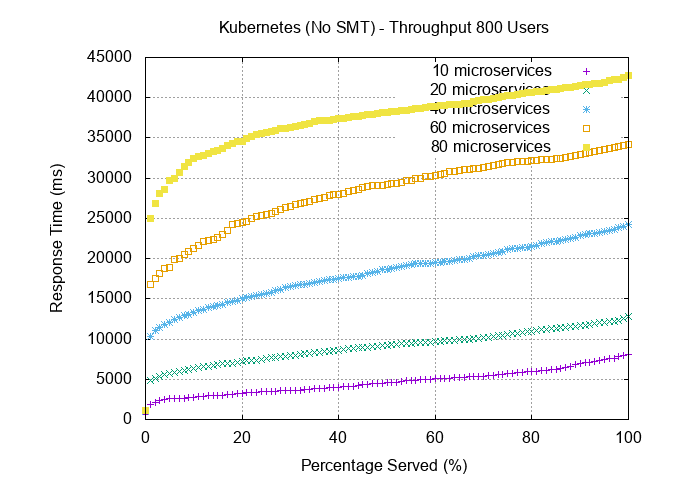 Kubernetes (No SMT) - Throughput 800 Users
45000
40000
35000
30000
25000
20000
15000
10000
5000
0
Response Time (ms)
10 microservices
20 microservices
40 microservices
60 microservices
80 microservices
0 20 40 60 80 100
Percentage Served (%)